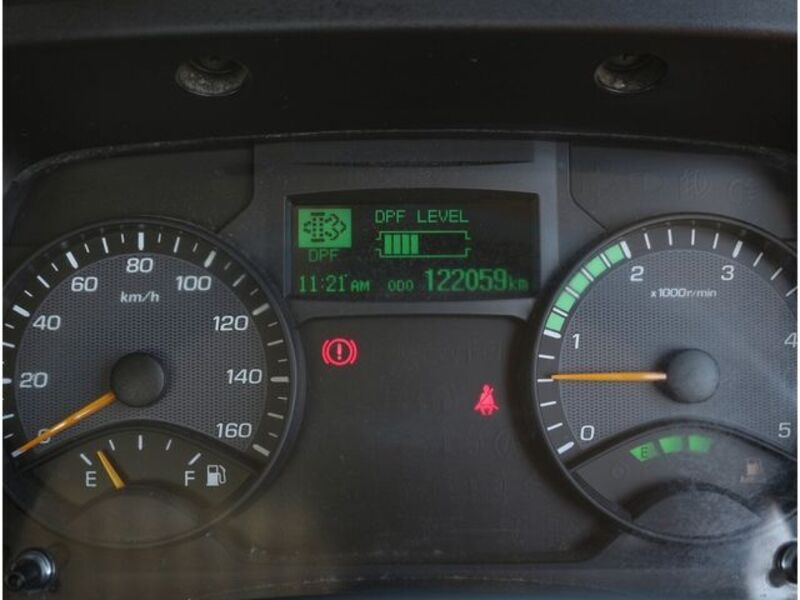 DPF LEVEL
DPF
11:21 AM ODO 122059 km
0 20 40 60 80 100 120 140 160
km/h
E F
0 1 2 3 4 5
x1000r/min
E